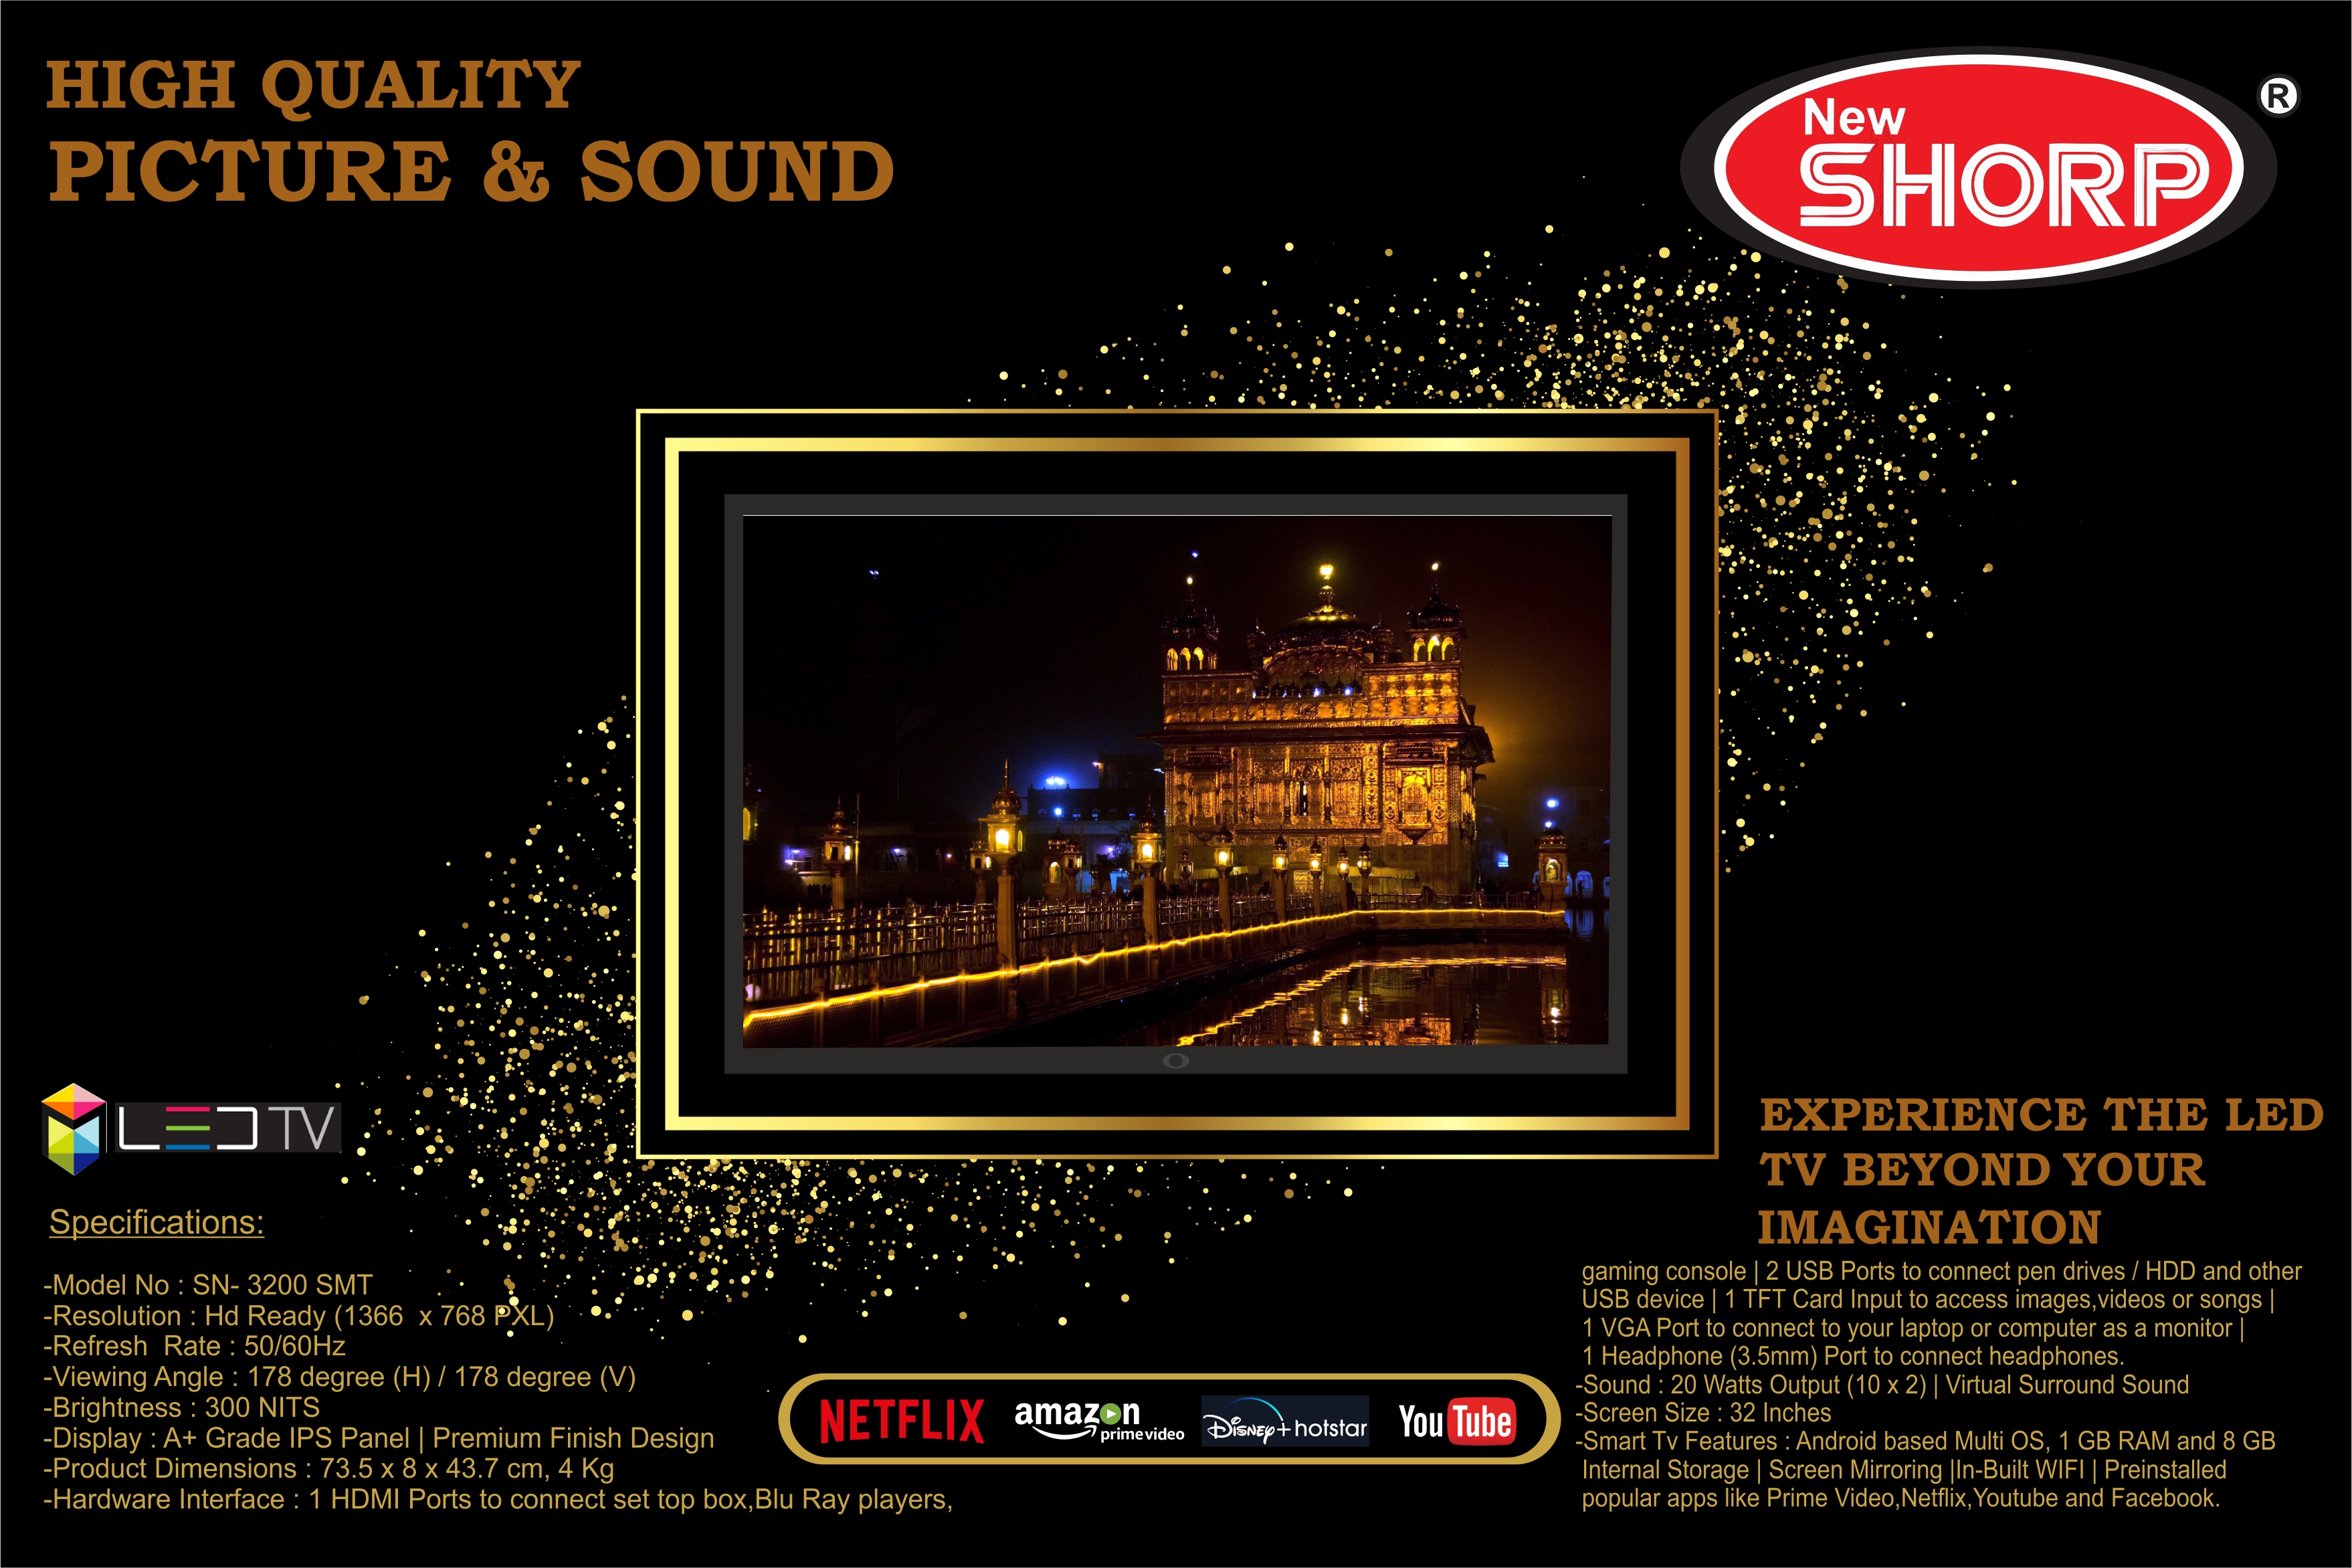 HIGH QUALITY
PICTURE & SOUND
New
SHORP
®
LED TV
Specifications:
-Model No : SN- 3200 SMT
-Resolution : Hd Ready (1366  x 768 PXL)
-Refresh  Rate : 50/60Hz
-Viewing Angle : 178 degree (H) / 178 degree (V)
-Brightness : 300 NITS
-Display : A+ Grade IPS Panel | Premium Finish Design
-Product Dimensions : 73.5 x 8 x 43.7 cm, 4 Kg
-Hardware Interface : 1 HDMI Ports to connect set top box,Blu Ray players,
NETFLIX
amazon
prime video
Disney+ hotstar
YouTube
EXPERIENCE THE LED
TV BEYOND YOUR
IMAGINATION
gaming console | 2 USB Ports to connect pen drives / HDD and other
USB device | 1 TFT Card Input to access images,videos or songs |
1 VGA Port to connect to your laptop or computer as a monitor |
1 Headphone (3.5mm) Port to connect headphones.
-Sound : 20 Watts Output (10 x 2) | Virtual Surround Sound
-Screen Size : 32 Inches
-Smart Tv Features : Android based Multi OS, 1 GB RAM and 8 GB
Internal Storage | Screen Mirroring |In-Built WIFI | Preinstalled
popular apps like Prime Video,Netflix,Youtube and Facebook.